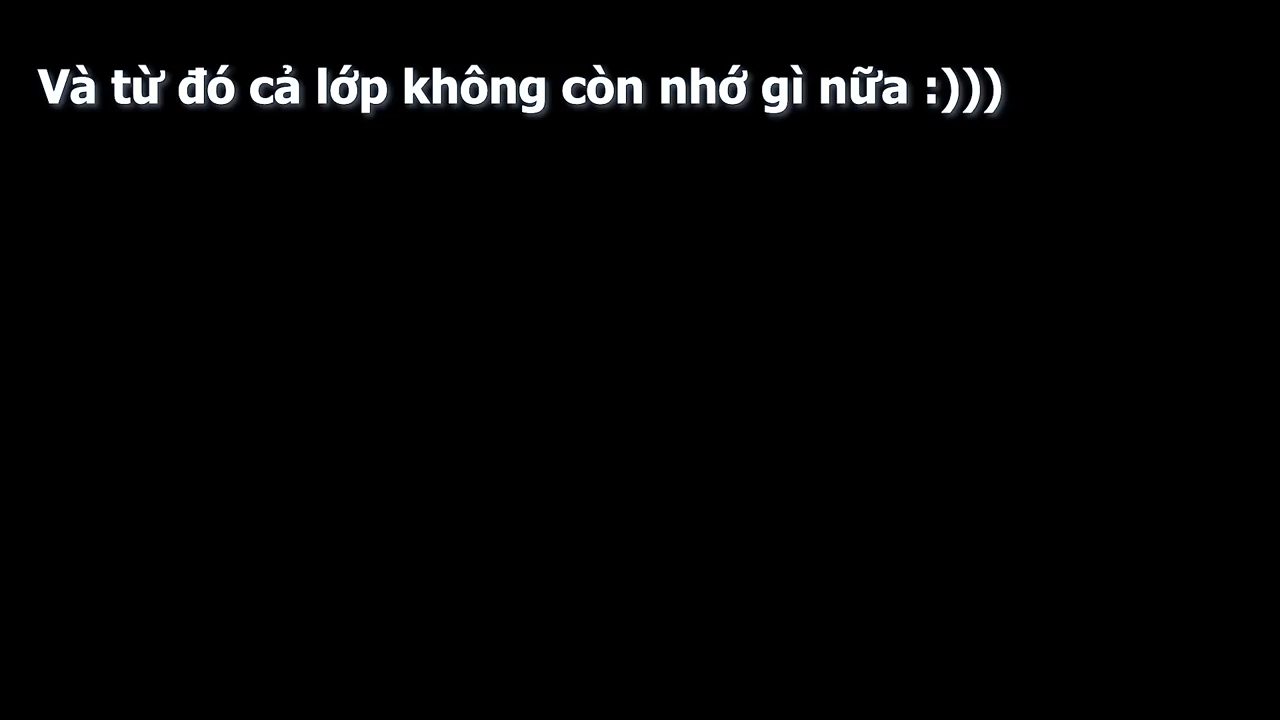 Và từ đó cả lớp không còn nhớ gì nữa :)))